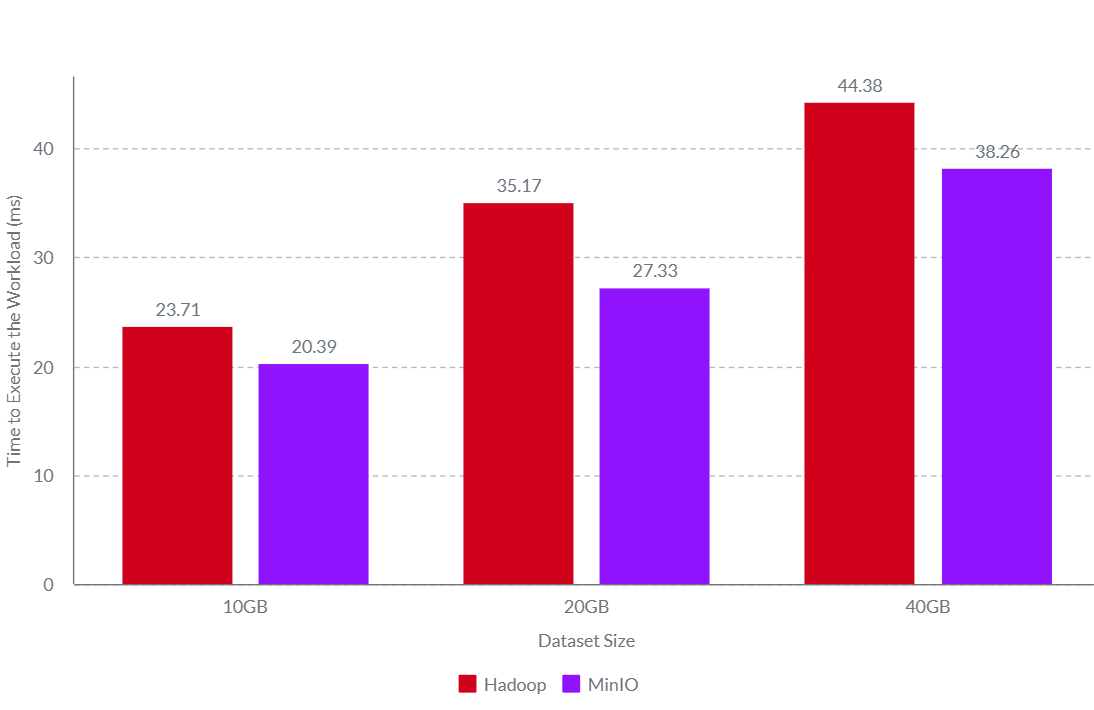 44.38
40
38.26
35.17
30
27.33
23.71
20.39
20
10
0
Time to Execute the Workload (ms)
10GB 20GB 40GB
Dataset Size
Hadoop MinIO